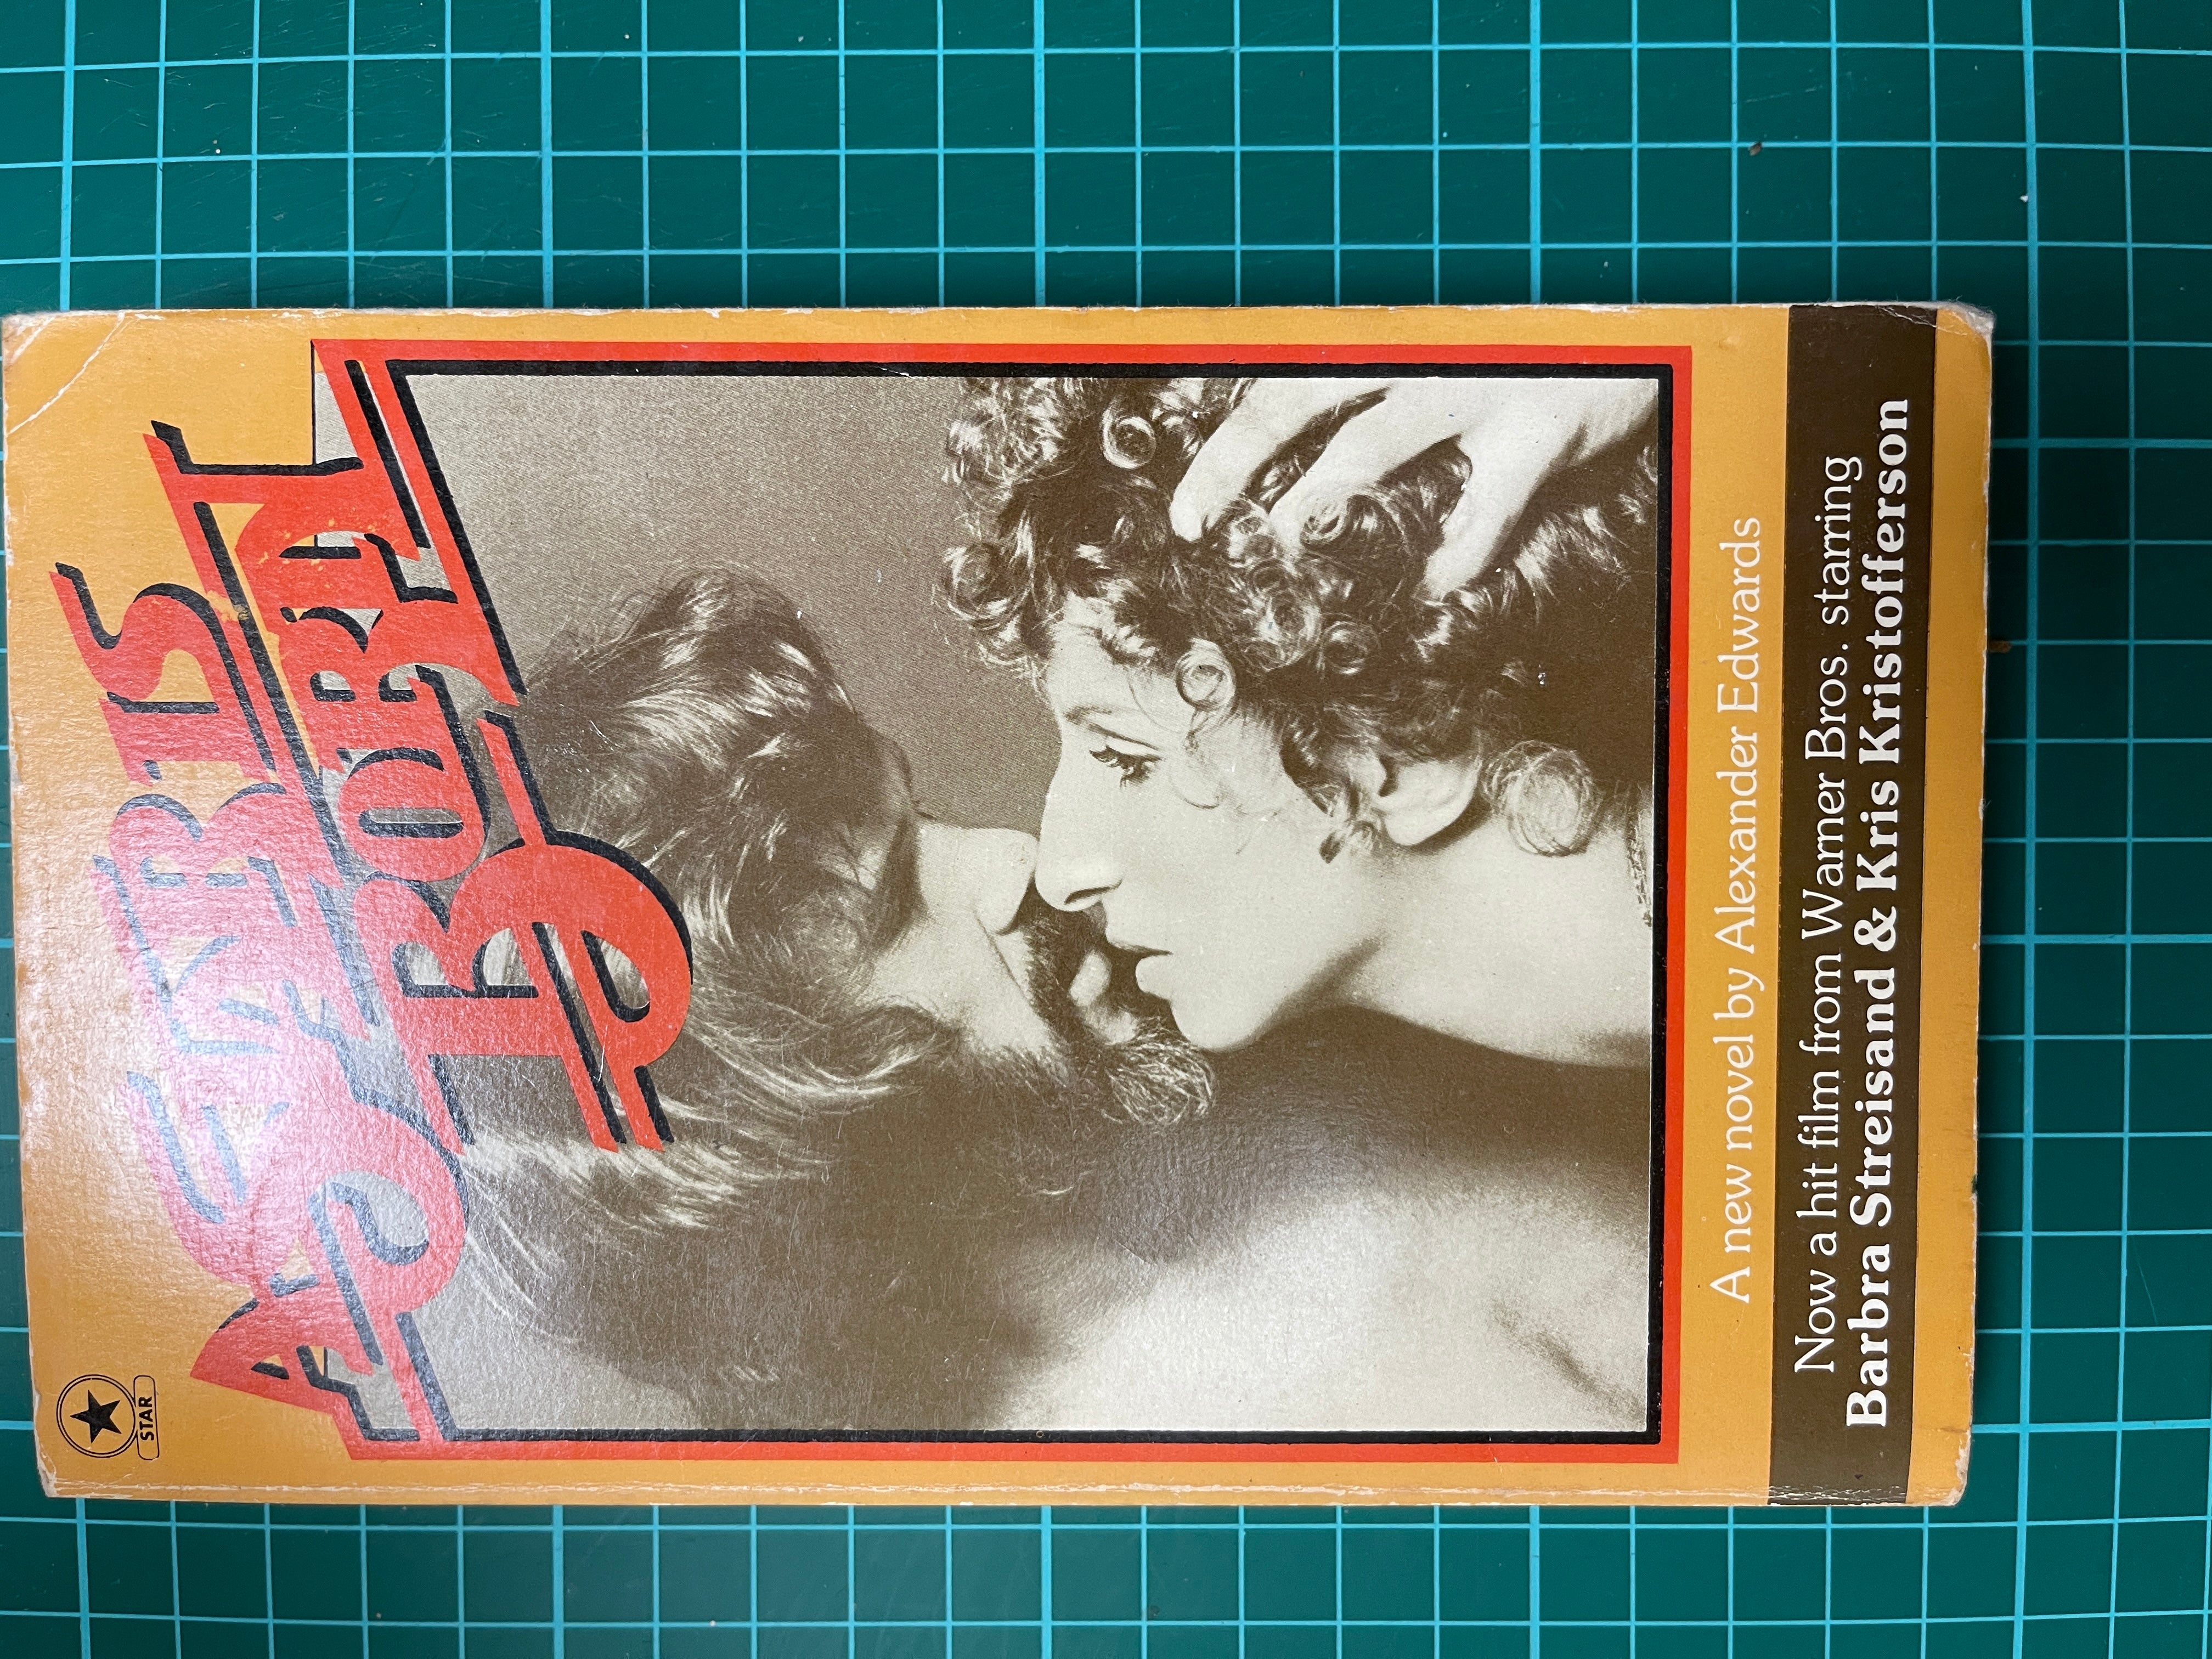 STAR
A STAR IS
BORN
A new novel by Alexander Edwards
Now a hit film from Warner Bros. starring
Barbra Streisand & Kris Kristofferson